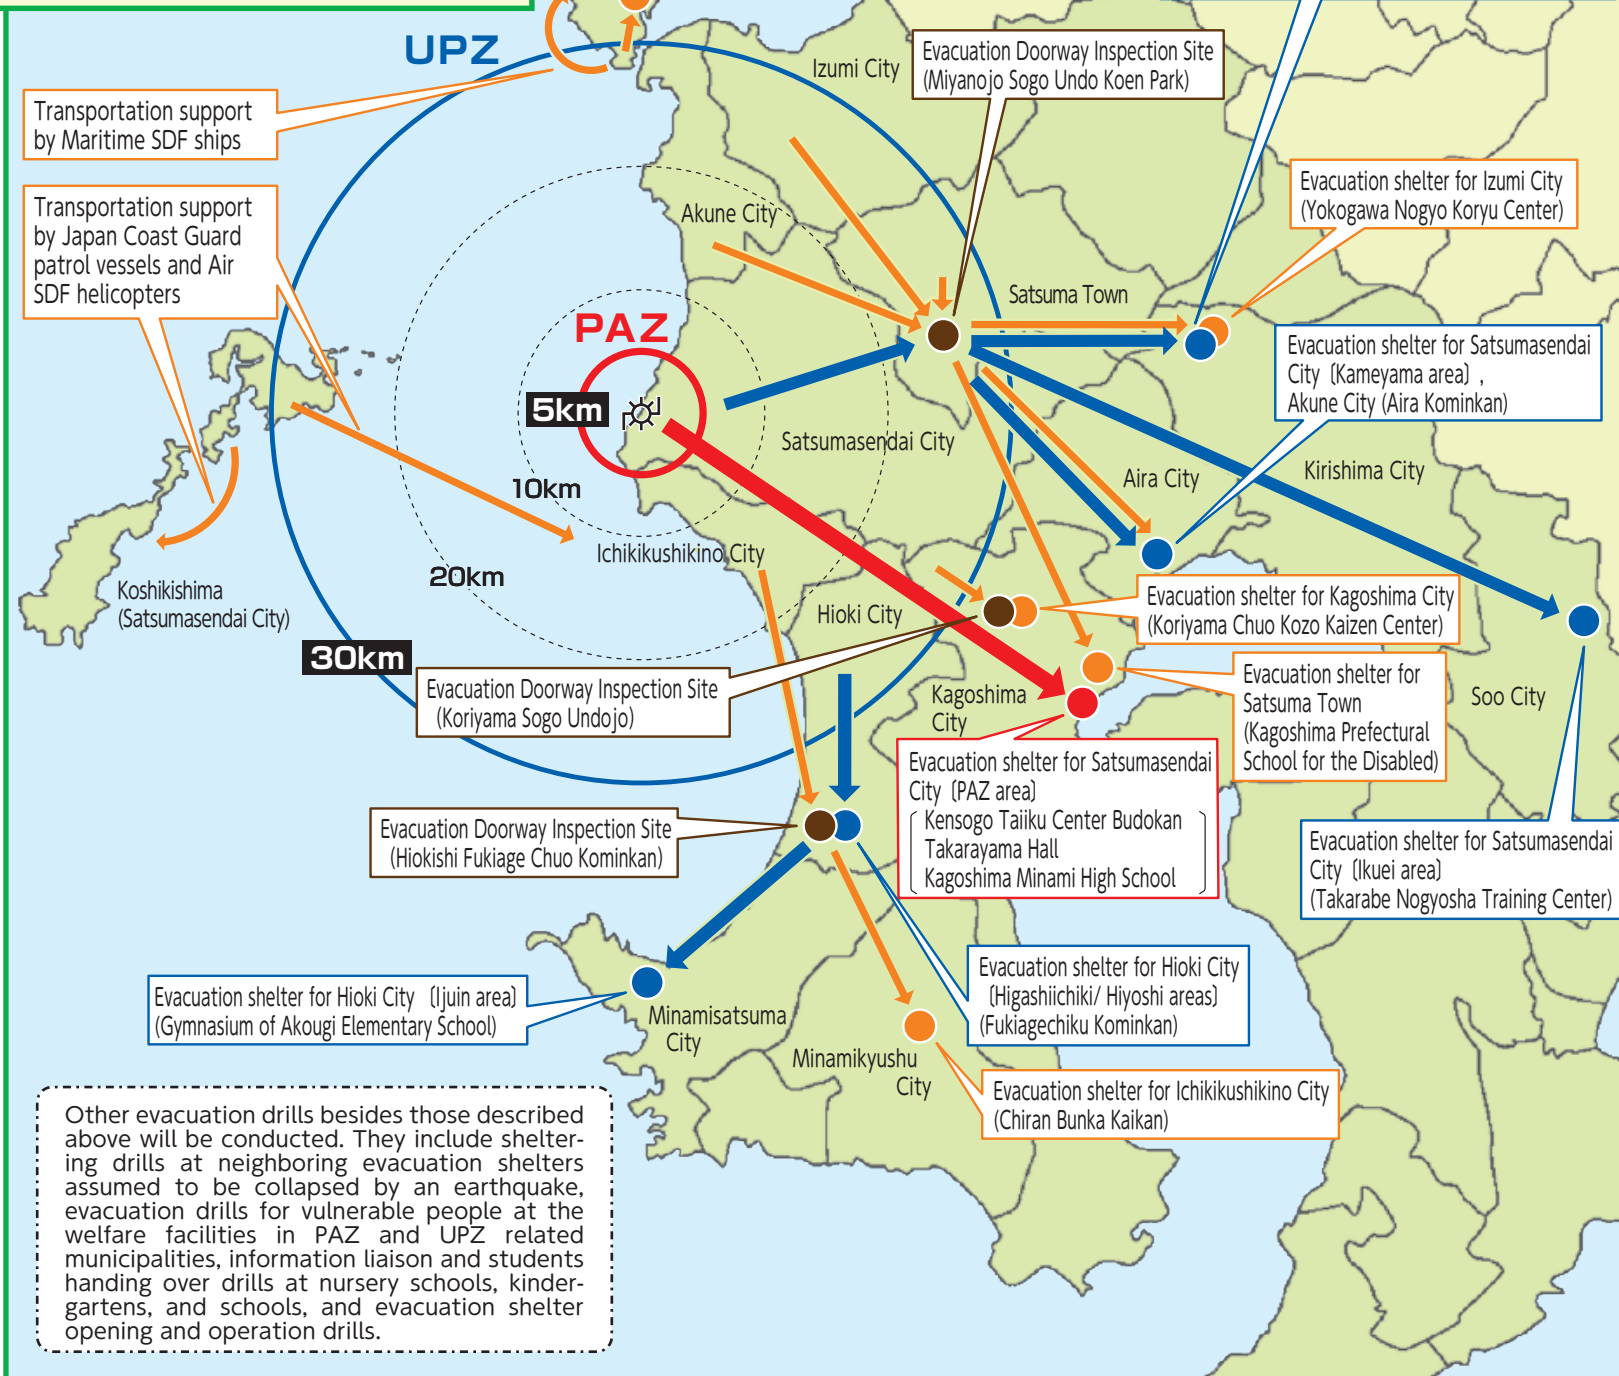 UPZ
Izumi City
Evacuation Doorway Inspection Site
(Miyanojo Sogo Undo Koen Park)
Transportation support
by Maritime SDF ships
Transportation support
by Japan Coast Guard
patrol vessels and Air
SDF helicopters
Akune City
Evacuation shelter for Izumi City
(Yokogawa Nogyo Koryu Center)
Satsuma Town
PAZ
5km
Evacuation shelter for Satsumasendai
City〔Kameyama area〕,
Akune City (Aira Kominkan)
Satsumasendai City
10km
Aira City
Kirishima City
Ichikikushikino City
20km
Koshikishima
(Satsumasendai City)
Hioki City
Evacuation shelter for Kagoshima City
(Koriyama Chuo Kozo Kaizen Center)
30km
Evacuation Doorway Inspection Site
(Koriyama Sogo Undojo)
Kagoshima
City
Evacuation shelter for
Satsuma Town
(Kagoshima Prefectural
School for the Disabled)
Soo City
Evacuation shelter for Satsumasendai
City〔PAZ area〕
Kensogo Taiiku Center Budokan
Takarayama Hall
Kagoshima Minami High School
Evacuation Doorway Inspection Site
(Hiokishi Fukiage Chuo Kominkan)
Evacuation shelter for Satsumasendai
City〔Ikuei area〕
(Takarabe Nogyosha Training Center)
Evacuation shelter for Hioki City〔Ijuin area〕
(Gymnasium of Akougi Elementary School)
Minamisatsuma
City
Evacuation shelter for Hioki City
〔Higashiichiki/ Hiyoshi areas〕
(Fukiagechiku Kominkan)
Minamikyushu
City
Evacuation shelter for Ichikikushikino City
(Chiran Bunka Kaikan)
Other evacuation drills besides those described
above will be conducted. They include shelter-
ing drills at neighboring evacuation shelters
assumed to be collapsed by an earthquake,
evacuation drills for vulnerable people at the
welfare facilities in PAZ and UPZ related
municipalities, information liaison and students
handing over drills at nursery schools, kinder-
gartens, and schools, and evacuation shelter
opening and operation drills.